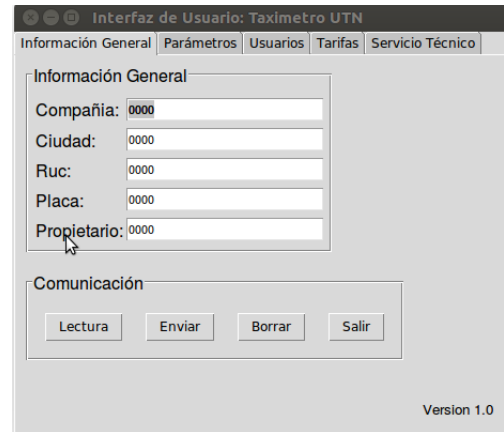 Interfaz de Usuario: Taximetro UTN
Información General Parámetros Usuarios Tarifas Servicio Técnico
Información General
Compañia: 0000
Ciudad: 0000
Ruc: 0000
Placa: 0000
Propietario: 0000
Comunicación
Lectura Enviar Borrar Salir
Version 1.0